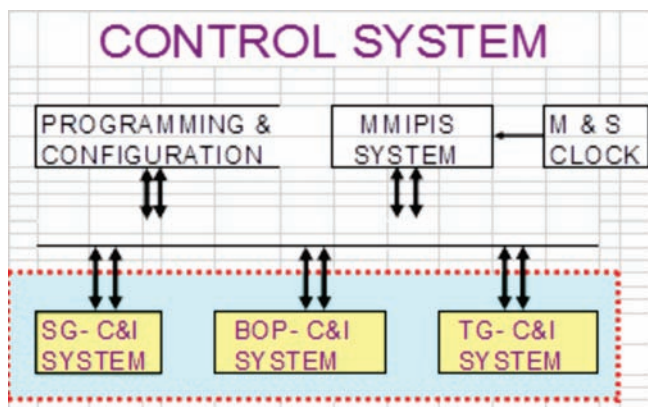 CONTROL SYSTEM
PROGRAMMING &
CONFIGURATION
MMIPIS
SYSTEM
M & S
CLOCK
SG- C&I
SYSTEM
BOP- C&I
SYSTEM
TG- C&I
SYSTEM